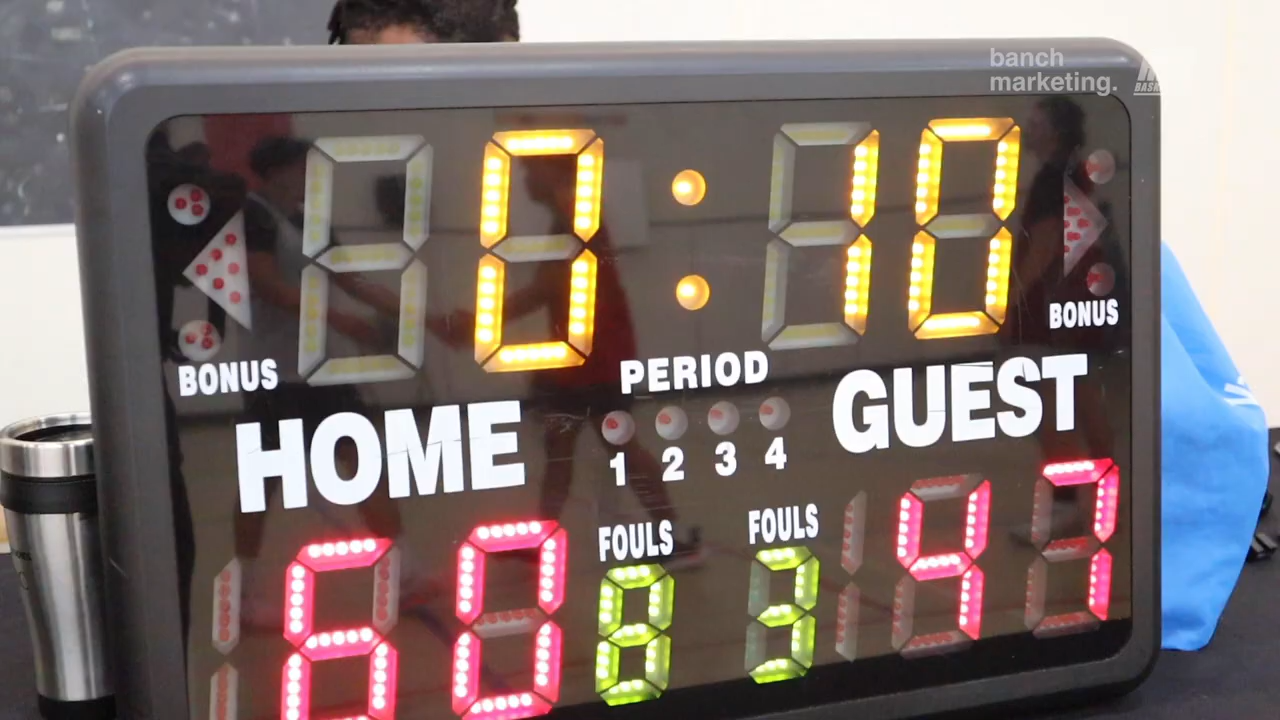 banch
marketing.
0:10
BONUS
PERIOD
BONUS
HOME
GUEST
1 2 3 4
FOULS
FOULS
60
8
3
47